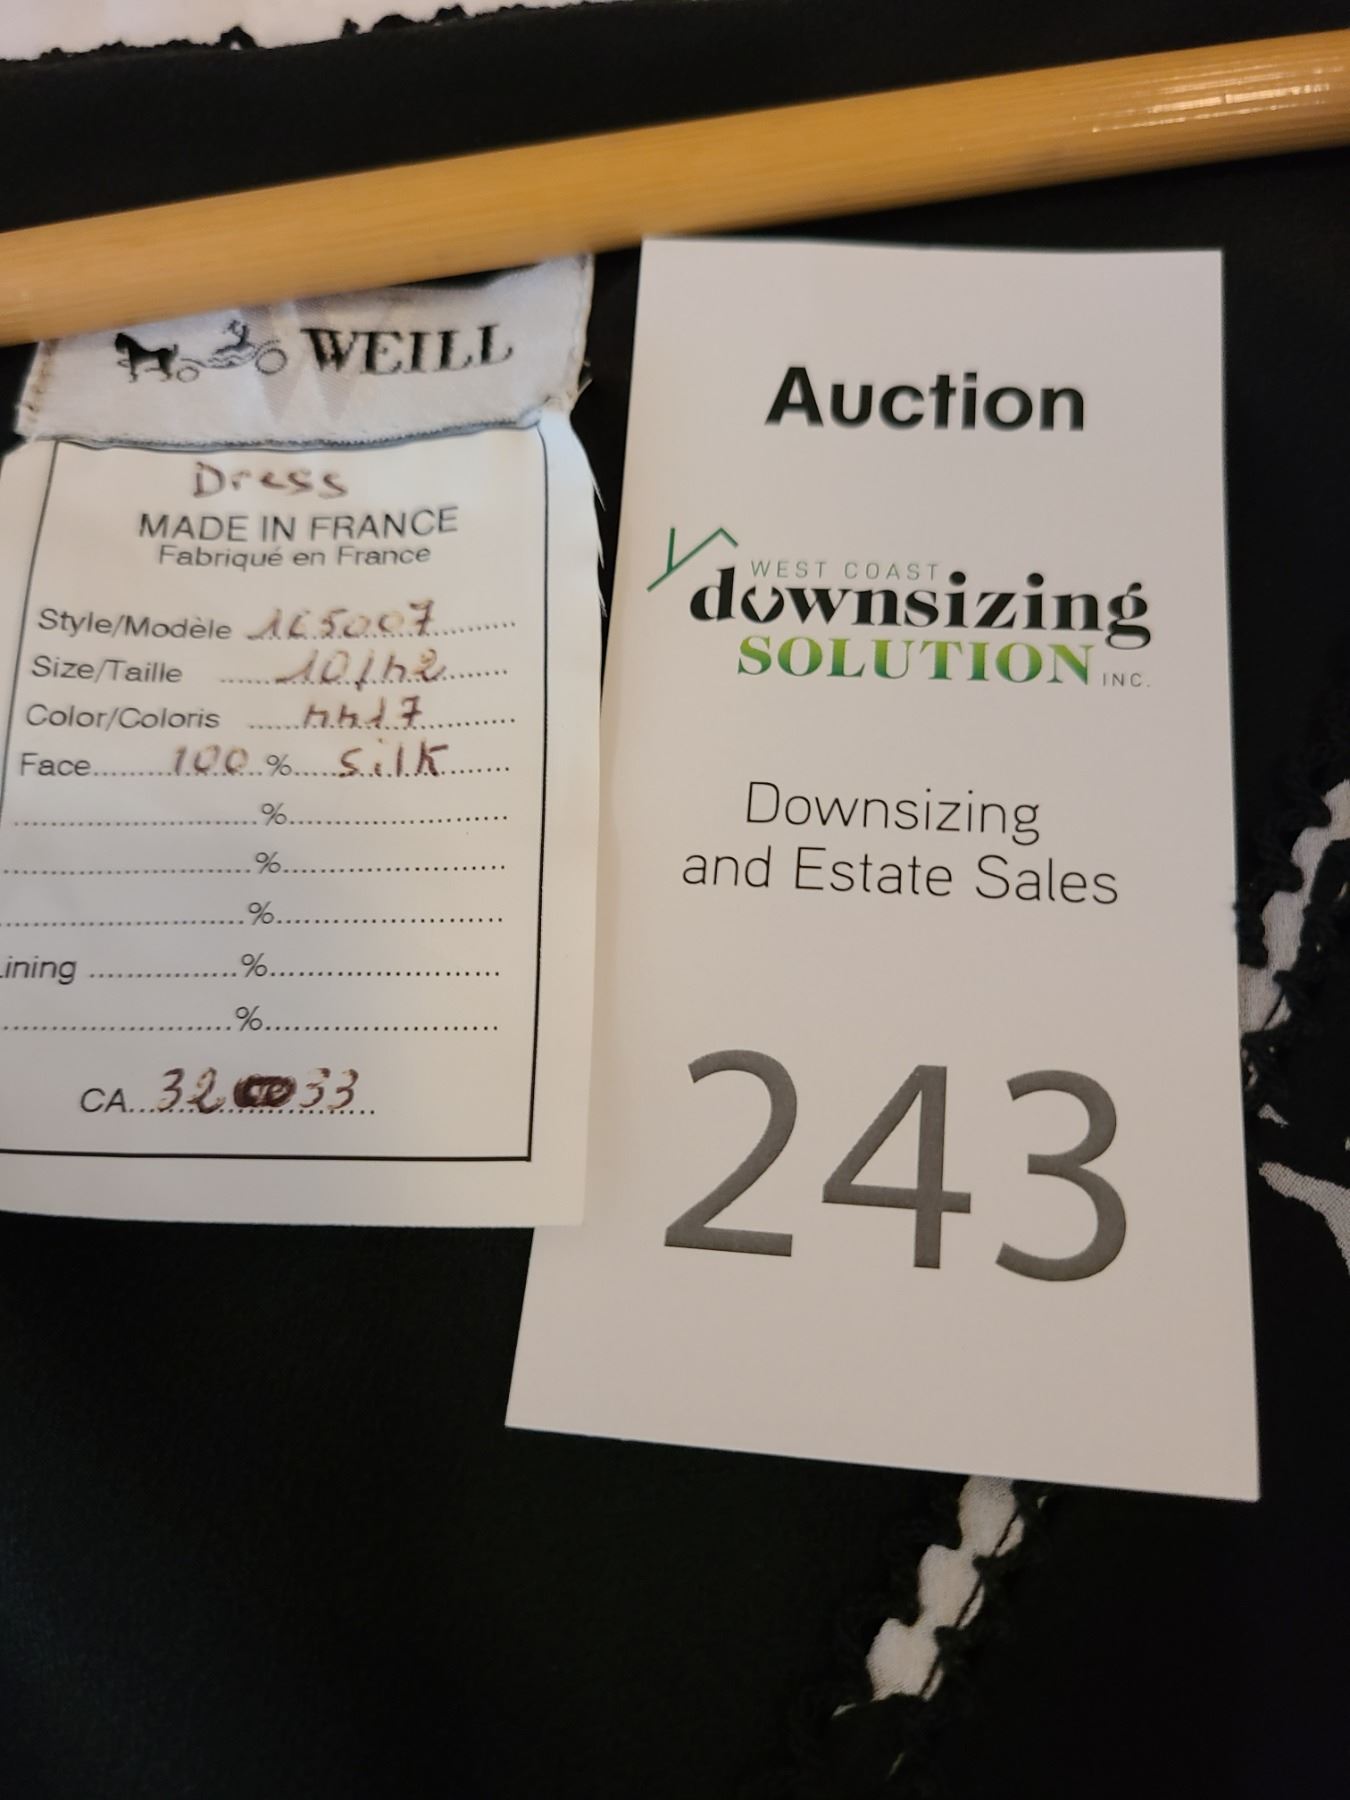 WEILL
Dress
MADE IN FRANCE
Fabriqué en France
Style/Modèle 165007
Size/Taille 10/42
Color/Coloris
Face 100 % silk
%
%
%
ining %
%
CA 32 33
Auction
WEST COAST
downsizing
SOLUTION INC.
Downsizing
and Estate Sales
243